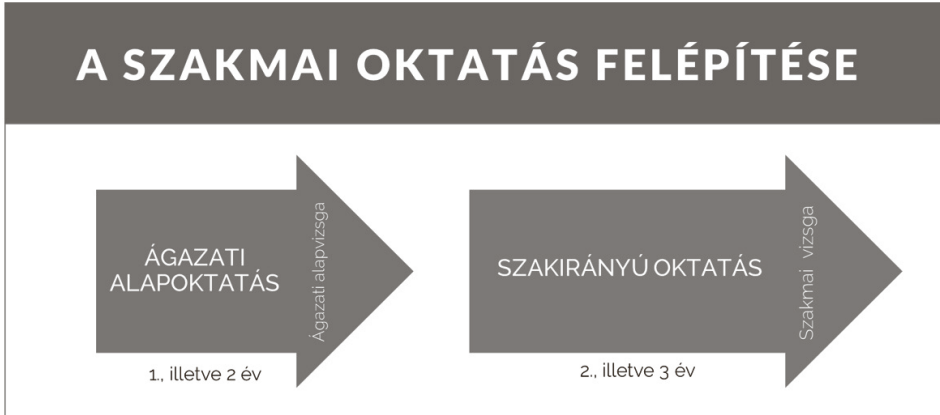 A SZAKMAI OKTATÁS FELÉPÍTÉSE
ÁGAZATI
ALAPOKTATÁS
Ágazati alapvizsga
1., illetve 2 év
SZAKIRÁNYÚ OKTATÁS
Szakmai vizsga
2., illetve 3 év